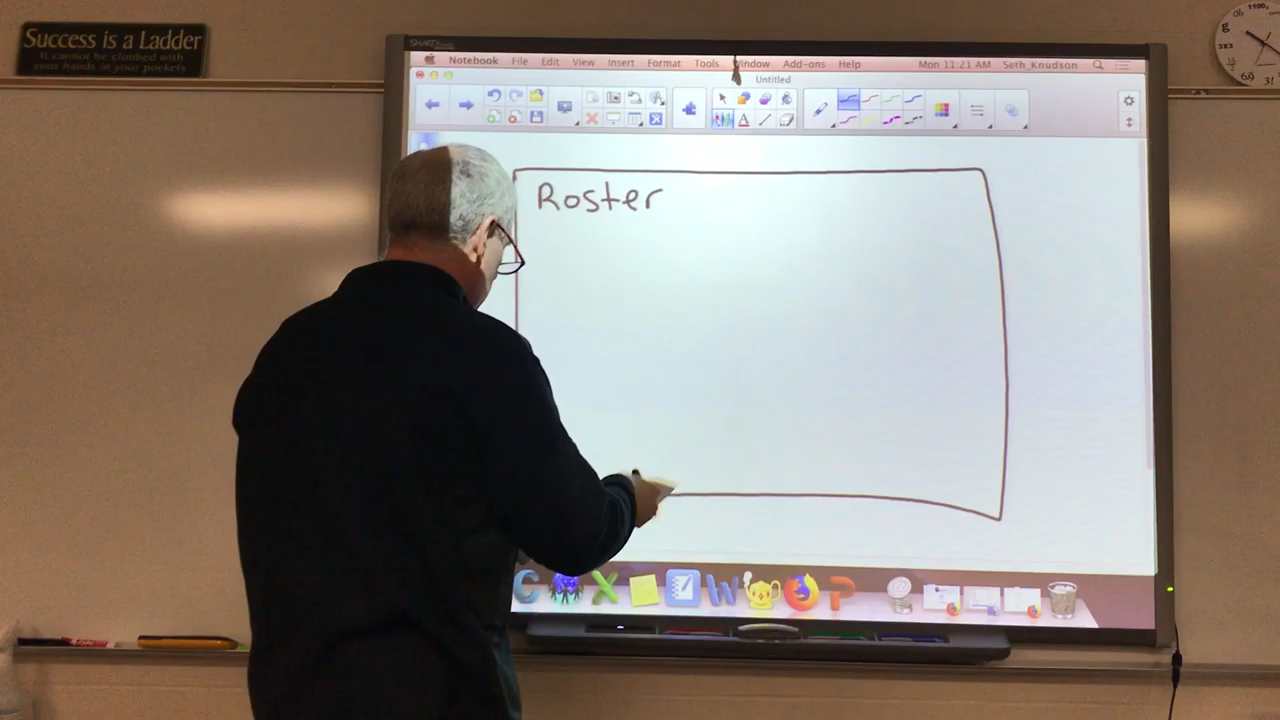 Success is a Ladder
It cannot be climbed with
your hands in your pockets
SMART
Notebook File Edit View Insert Format Tools Window Add-ons Help Mon 11:21 AM Seth_Knudson
Untitled
Roster